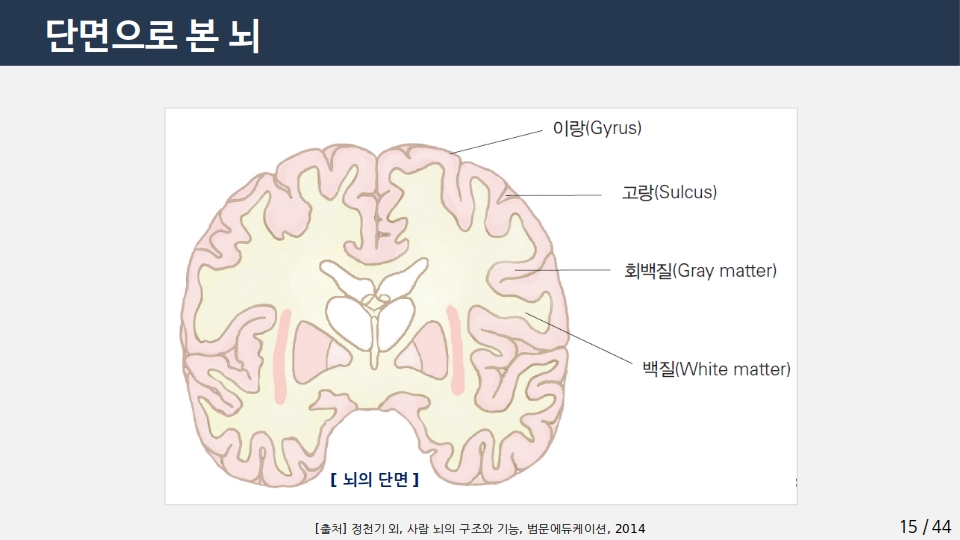 단면으로 본 뇌
이랑(Gyrus)
고랑(Sulcus)
회백질(Gray matter)
백질(White matter)
[ 뇌의 단면 ]
[출처] 정천기 외, 사람 뇌의 구조와 기능, 범문에듀케이션, 2014
15 / 44